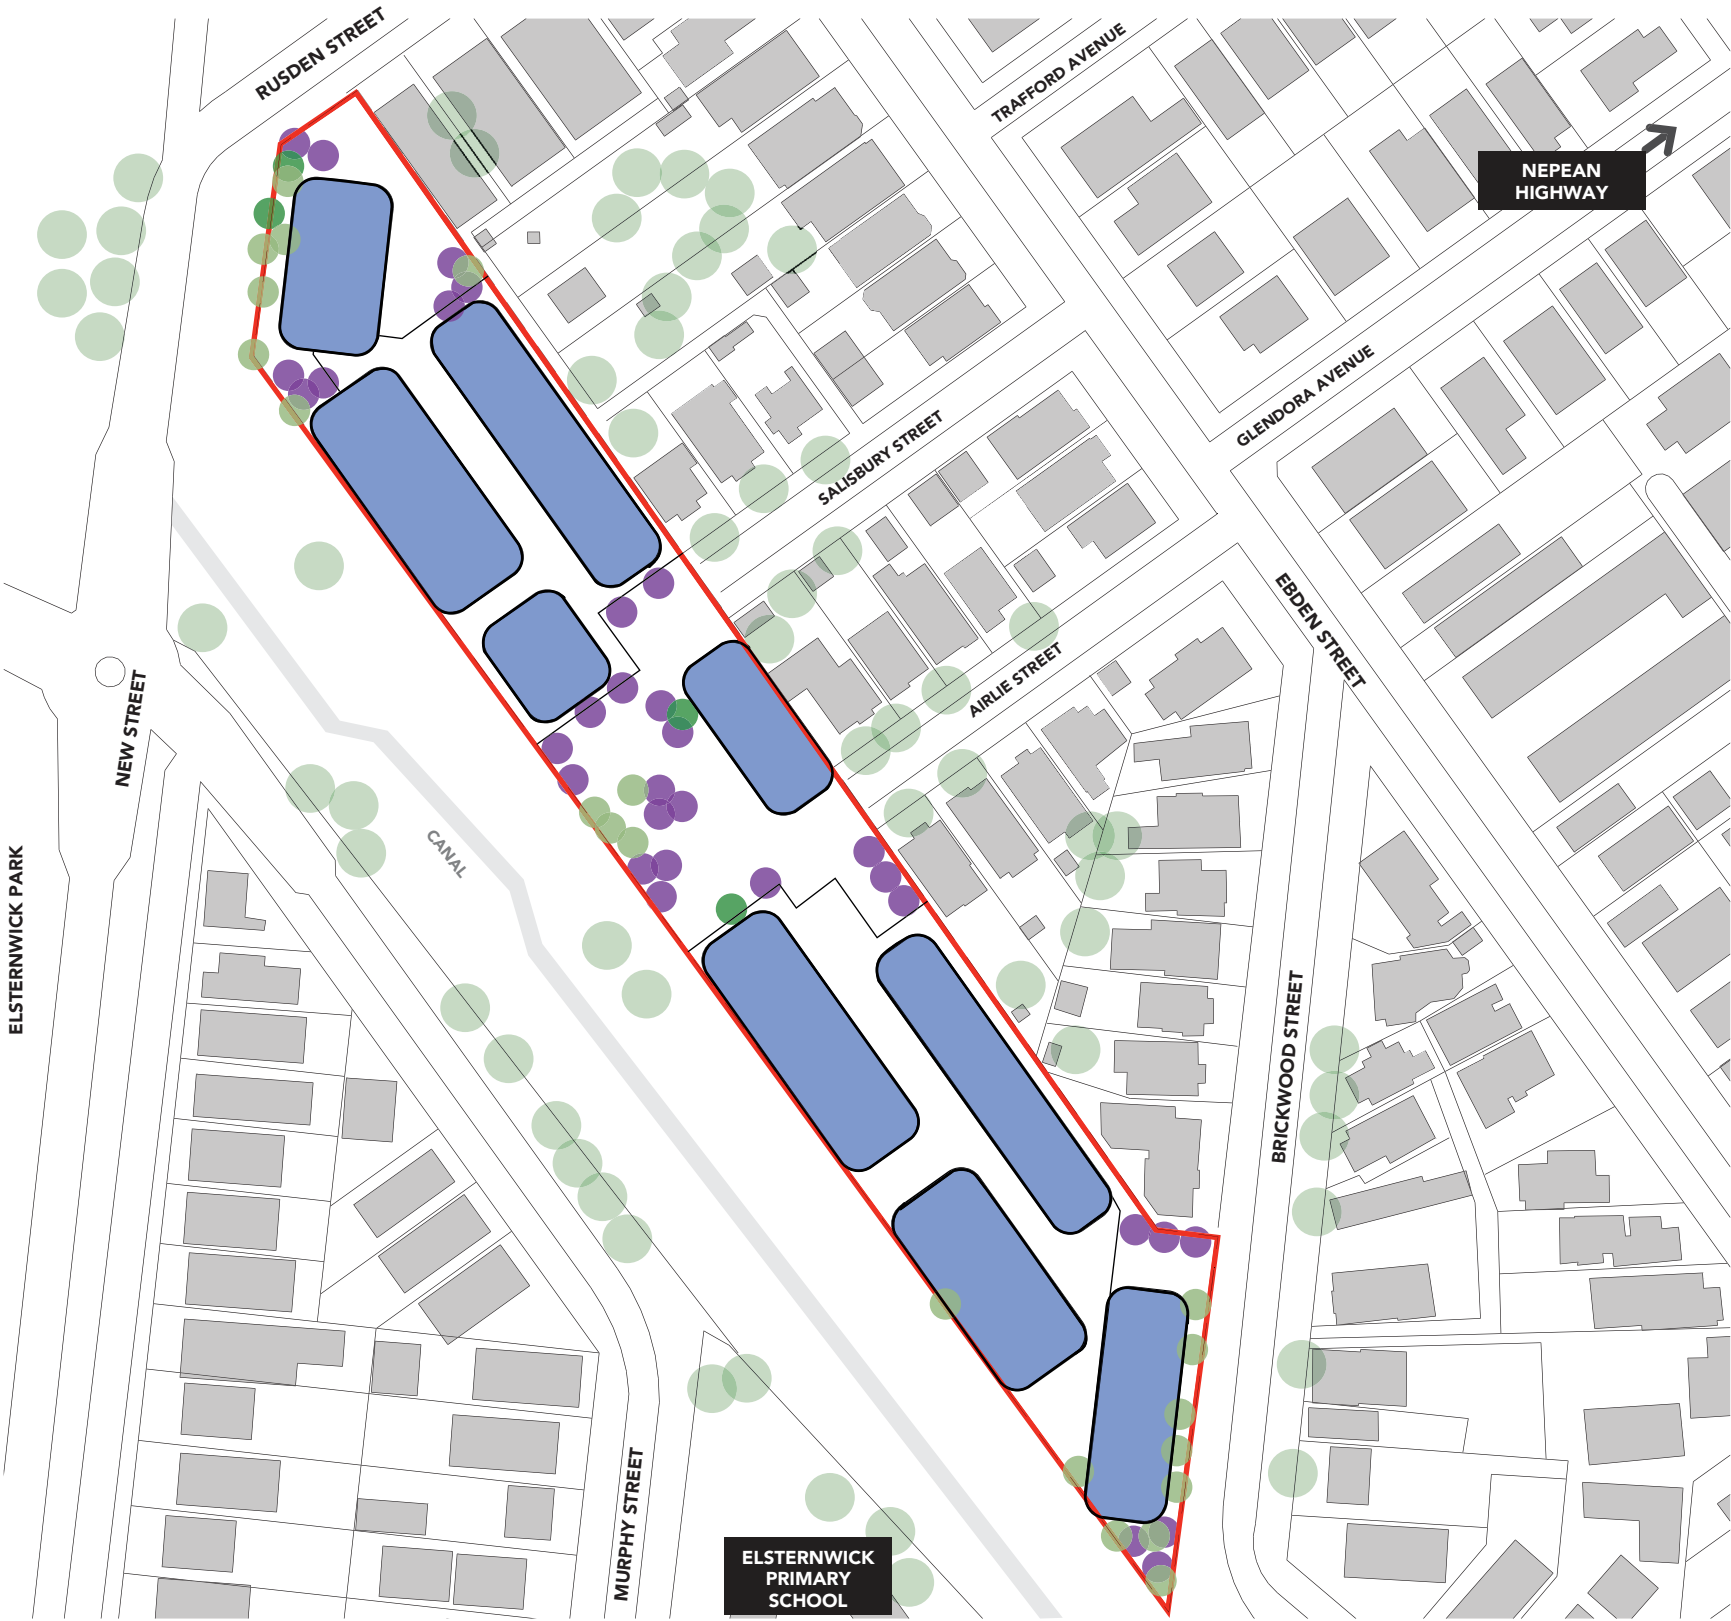 RUSDEN STREET
TRAFFORD AVENUE
NEPEAN
HIGHWAY
GLENDORA AVENUE
SALISBURY STREET
EBDEN STREET
AIRLIE STREET
NEW STREET
CANAL
ELSTERNWICK PARK
BRICKWOOD STREET
MURPHY STREET
ELSTERNWICK
PRIMARY
SCHOOL